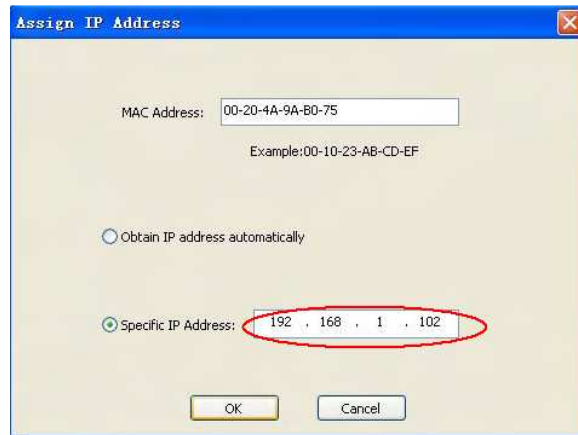 Assign IP Address
MAC Address: 00-20-4A-9A-B0-75
Example:00-10-23-AB-CD-EF
Obtain IP address automatically
Specific IP Address: 192 . 168 . 1 . 102
OK Cancel